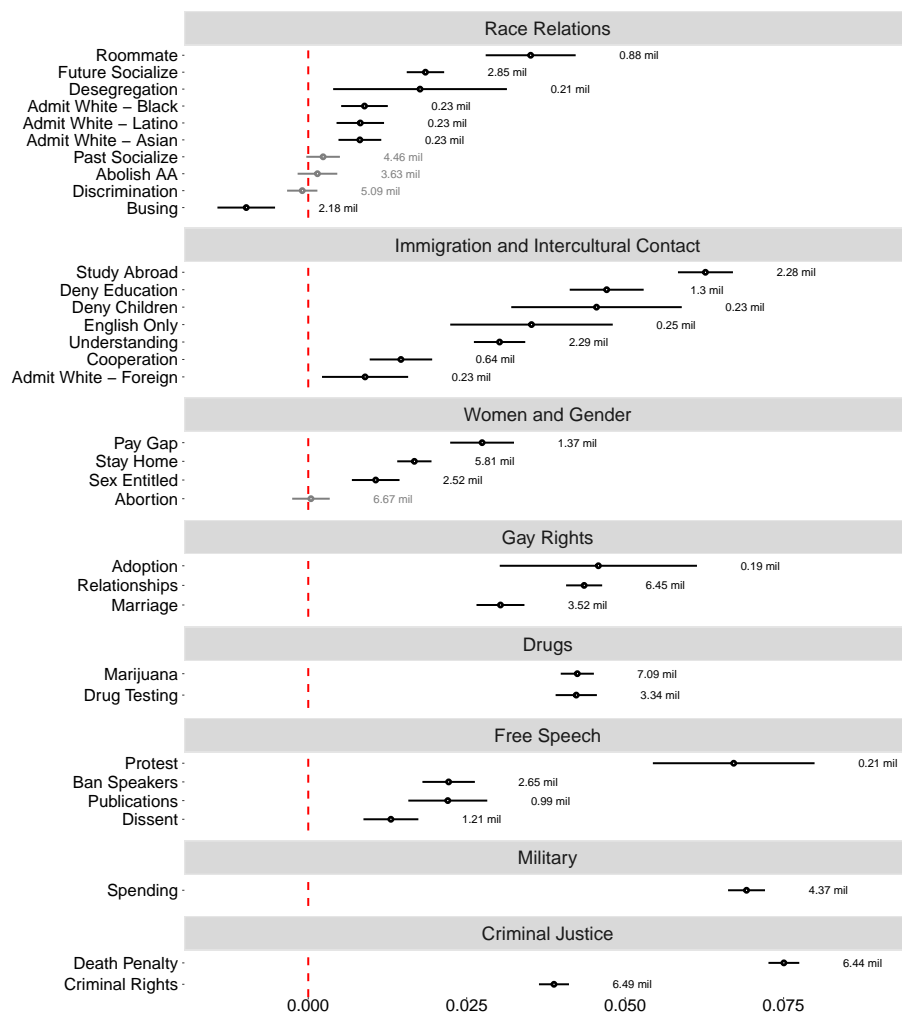 Race Relations
Roommate 0.88 mil
Future Socialize 2.85 mil
Desegregation 0.21 mil
Admit White − Black 0.23 mil
Admit White − Latino 0.23 mil
Admit White − Asian 0.23 mil
Past Socialize 4.46 mil
Abolish AA 3.63 mil
Discrimination 5.09 mil
Busing 2.18 mil
Immigration and Intercultural Contact
Study Abroad 2.28 mil
Deny Education 1.3 mil
Deny Children 0.23 mil
English Only 0.25 mil
Understanding 2.29 mil
Cooperation 0.64 mil
Admit White − Foreign 0.23 mil
Women and Gender
Pay Gap 1.37 mil
Stay Home 5.81 mil
Sex Entitled 2.52 mil
Abortion 6.67 mil
Gay Rights
Adoption 0.19 mil
Relationships 6.45 mil
Marriage 3.52 mil
Drugs
Marijuana 7.09 mil
Drug Testing 3.34 mil
Free Speech
Protest 0.21 mil
Ban Speakers 2.65 mil
Publications 0.99 mil
Dissent 1.21 mil
Military
Spending 4.37 mil
Criminal Justice
Death Penalty 6.44 mil
Criminal Rights 6.49 mil
0.000 0.025 0.050 0.075